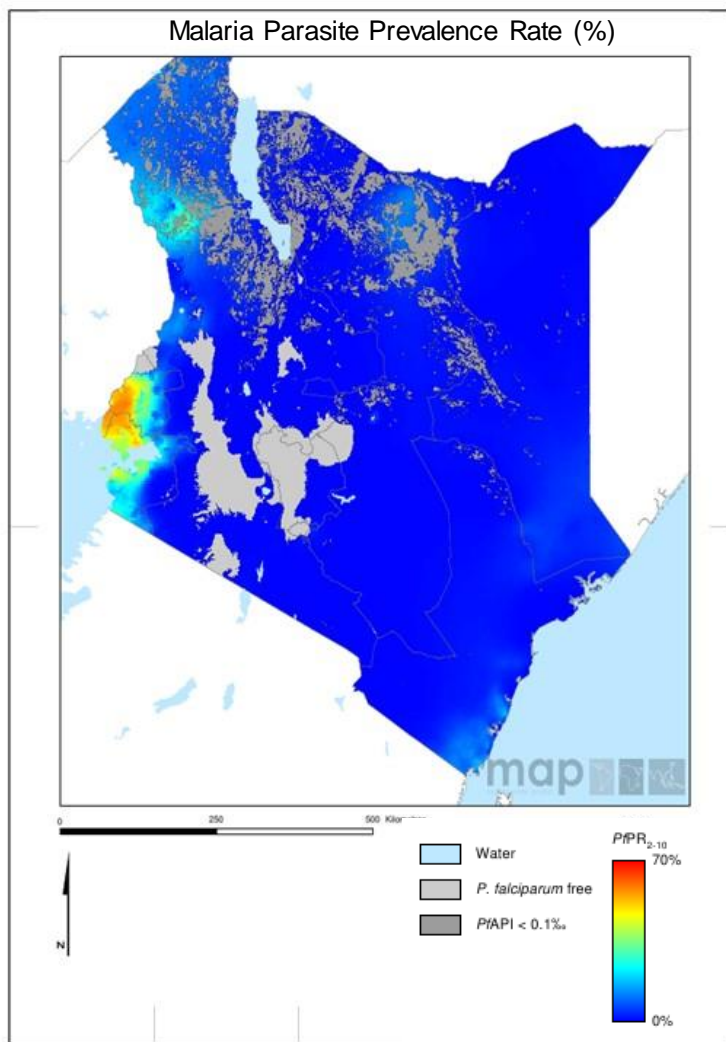 Malaria Parasite Prevalence Rate (%)
map
0 250 500
Water
P. falciparum free
PfAPI < 0.1‰
PfPR2-10
70%
0%
N